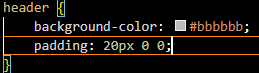 header {
background-color: #bbbbbb;
padding: 20px 0 0;
}